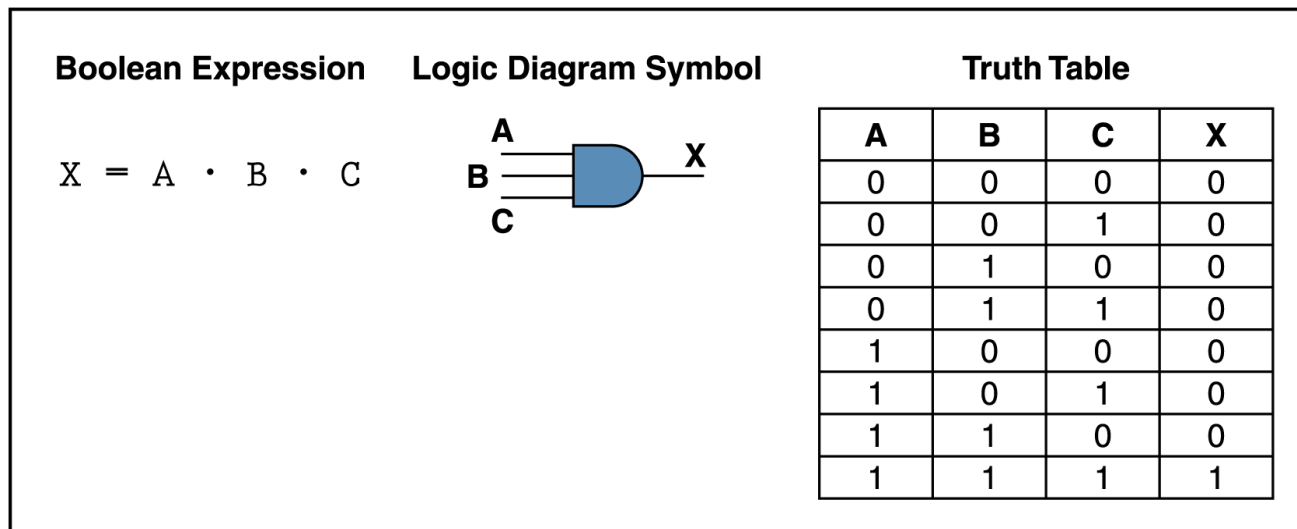 Boolean Expression
X = A · B · C
Logic Diagram Symbol
A
B
C
X
Truth Table
A B C X
0 0 0 0
0 0 1 0
0 1 0 0
0 1 1 0
1 0 0 0
1 0 1 0
1 1 0 0
1 1 1 1